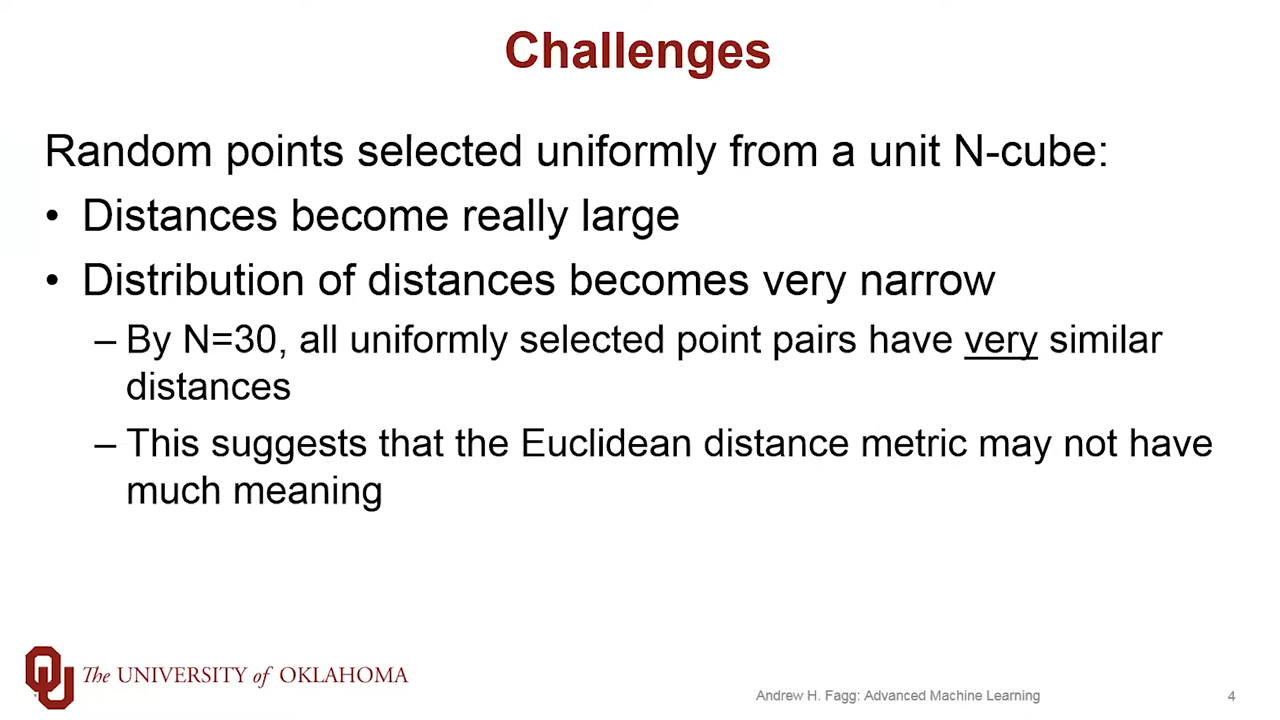 Challenges
Random points selected uniformly from a unit N-cube:
• Distances become really large
• Distribution of distances becomes very narrow
– By N=30, all uniformly selected point pairs have very similar
distances
– This suggests that the Euclidean distance metric may not have
much meaning
The UNIVERSITY of OKLAHOMA
Andrew H. Fagg: Advanced Machine Learning
4